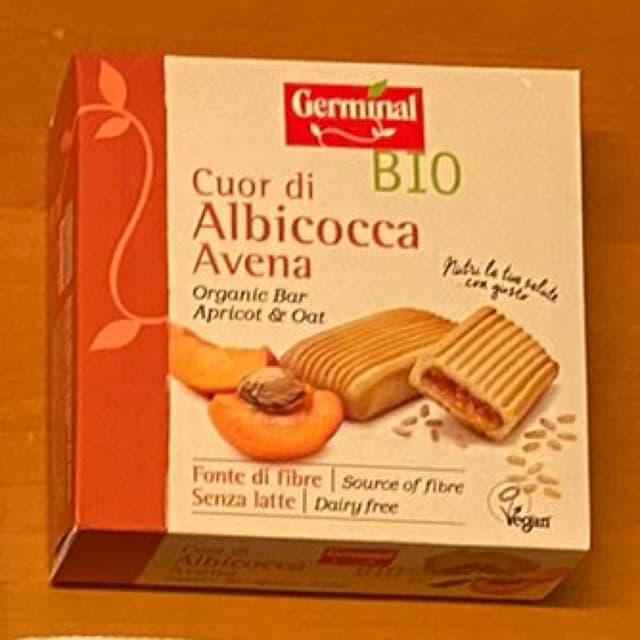 Germinal
BIO
Cuor di
Albicocca
Avena
Organic Bar
Apricot & Oat
Nutri la tua salute
con gusto
Fonte di fibre | Source of fibre
Senza latte | Dairy free
Vegan
Cuor di
Albicocca
Avena
Germinal
BIO